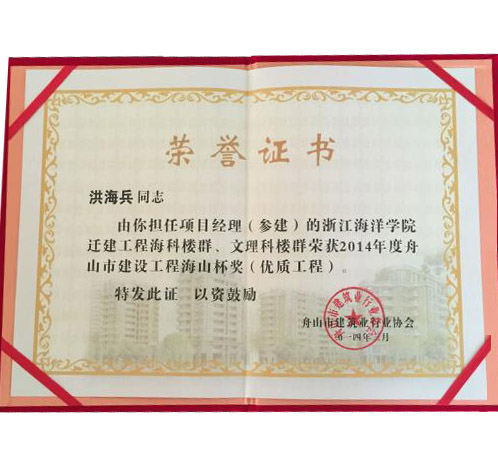 荣誉证书
洪海兵同志
由你担任项目经理（参建）的浙江海洋学院
迁建工程海科楼群、文理科楼群荣获2014年度舟
山市建设工程海山杯奖（优质工程）。
特发此证 以资鼓励
舟山市建筑业行业协会